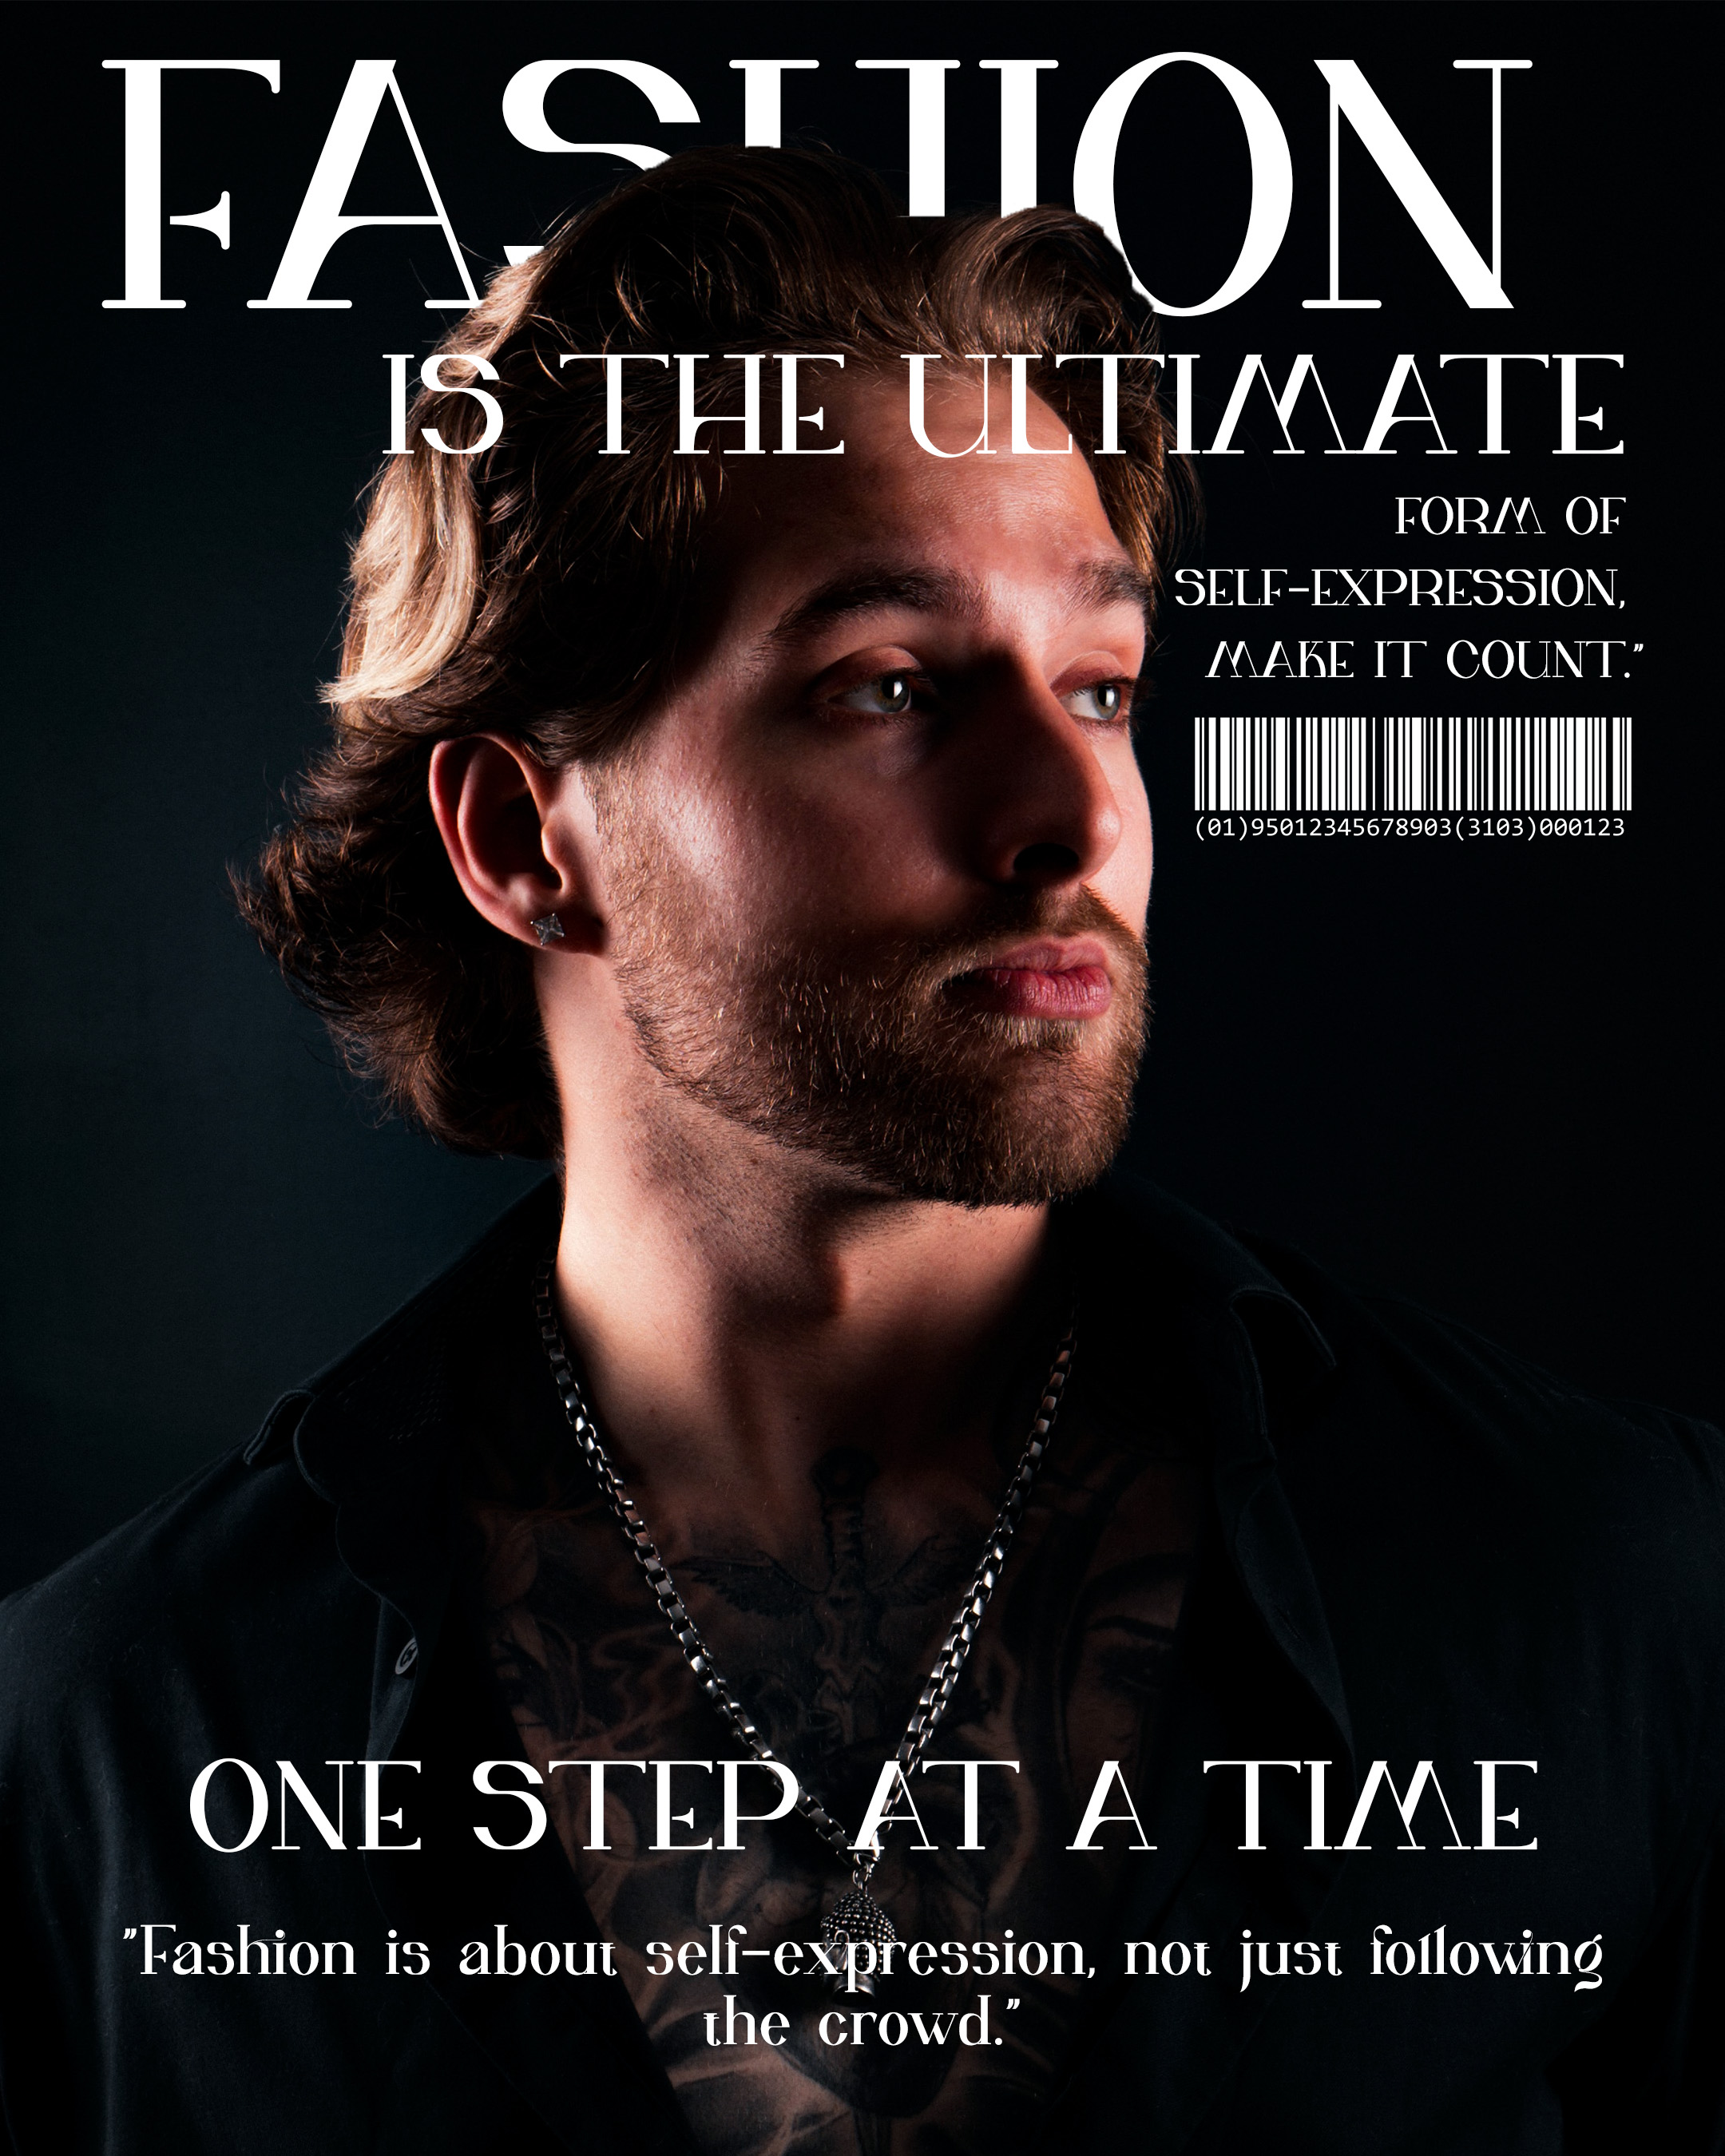 FASHION
IS THE ULTIMATE
FORM OF
SELF-EXPRESSION,
MAKE IT COUNT."
(01)95012345678903(3103)000123
ONE STEP AT A TIME
"Fashion is about self-expression, not just following
the crowd."